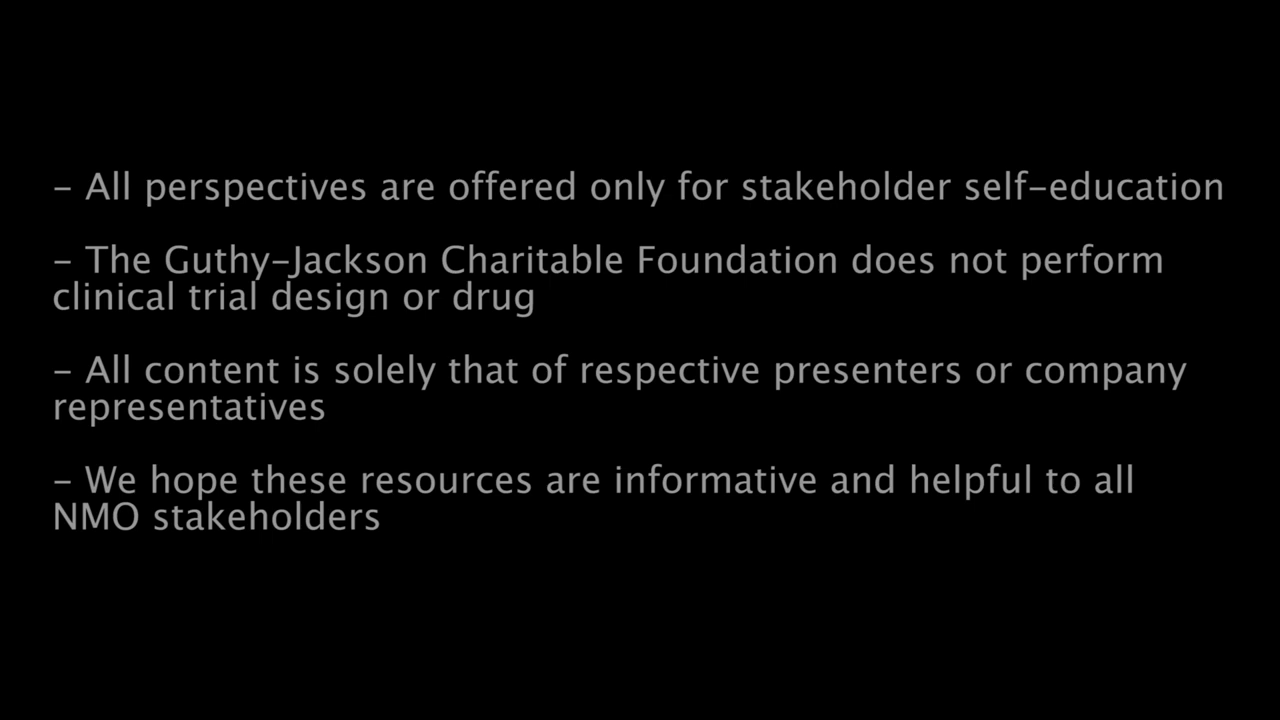 - All perspectives are offered only for stakeholder self-education
- The Guthy-Jackson Charitable Foundation does not perform
clinical trial design or drug
- All content is solely that of respective presenters or company
representatives
- We hope these resources are informative and helpful to all
NMO stakeholders